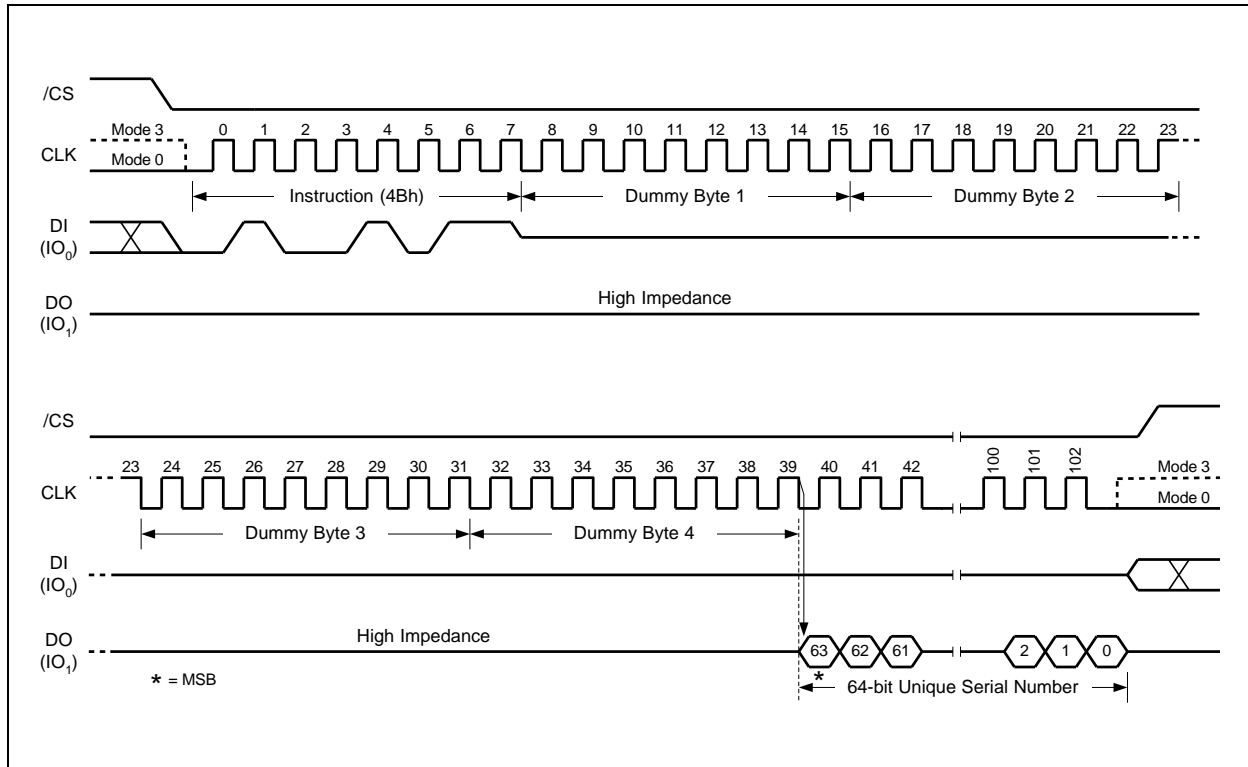 /CS
Mode 3
0 1 2 3 4 5 6 7 8 9 10 11 12 13 14 15 16 17 18 19 20 21 22 23
CLK
Mode 0
Instruction (4Bh) Dummy Byte 1 Dummy Byte 2
DI
(IO0)
DO
(IO1)
High Impedance
/CS
23 24 25 26 27 28 29 30 31 32 33 34 35 36 37 38 39 40 41 42 100 101 102
Mode 3
CLK
Mode 0
Dummy Byte 3 Dummy Byte 4
DI
(IO0)
DO
(IO1)
High Impedance
63 62 61 2 1 0
* = MSB
*
64-bit Unique Serial Number